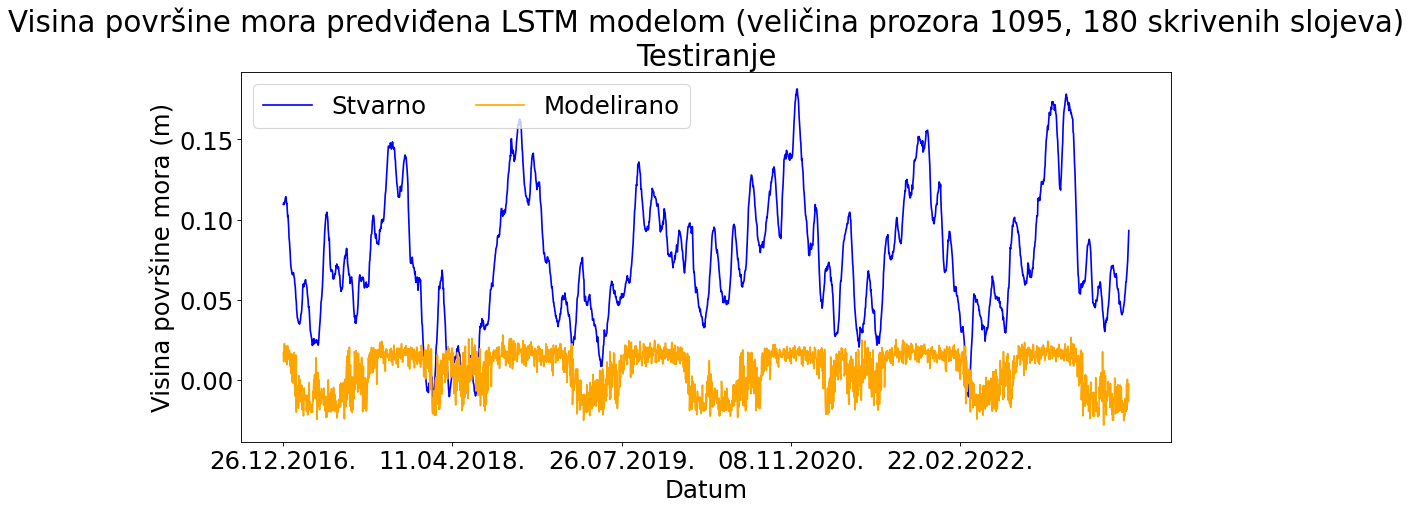 Visina površine mora predviđena LSTM modelom (veličina prozora 1095, 180 skrivenih slojeva)
Testiranje
Stvarno Modelirano
Visina površine mora (m)
0.15
0.10
0.05
0.00
26.12.2016. 11.04.2018. 26.07.2019. 08.11.2020. 22.02.2022.
Datum